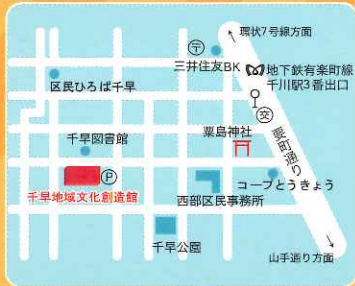 環状7号線方面
〒
三井住友BK
地下鉄有楽町線
千川駅3番出口
区民ひろば千早
交
要町通り
粟島神社
千早図書館
P
千早地域文化創造館
コープとうきょう
西部区民事務所
千早公園
山手通り方面